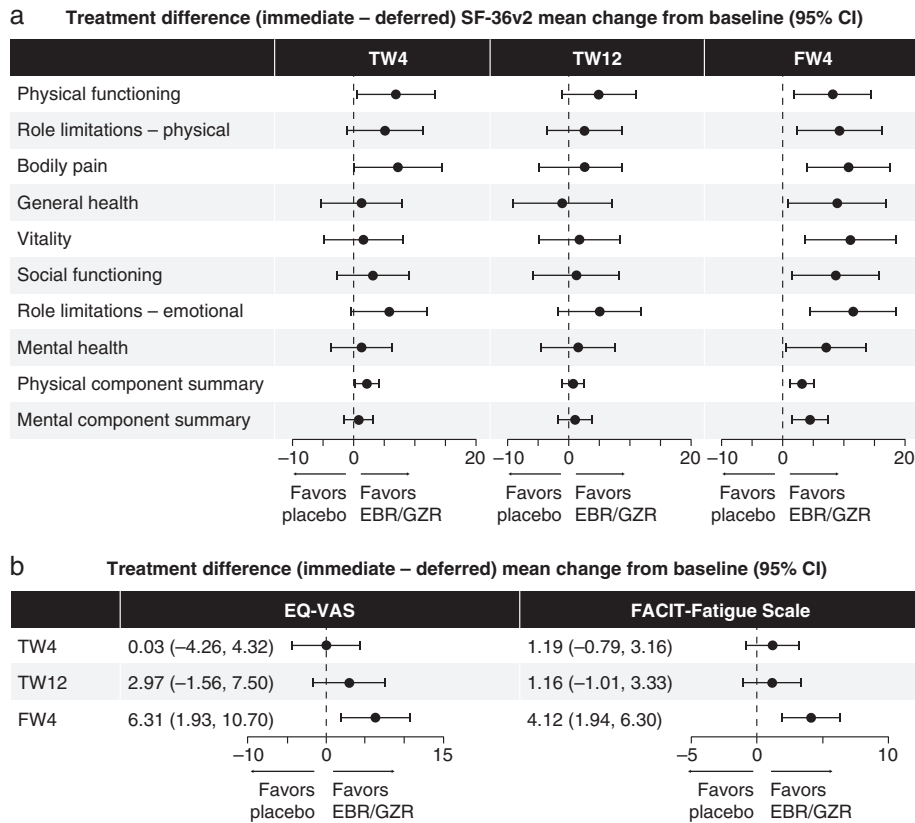 a Treatment difference (immediate – deferred) SF-36v2 mean change from baseline (95% CI)
TW4 TW12 FW4
Physical functioning
Role limitations – physical
Bodily pain
General health
Vitality
Social functioning
Role limitations – emotional
Mental health
Physical component summary
Mental component summary
–10 0 20 –10 0 20 –10 0 20
Favors Favors Favors Favors Favors Favors
placebo EBR/GZR placebo EBR/GZR placebo EBR/GZR
b Treatment difference (immediate – deferred) mean change from baseline (95% CI)
EQ-VAS FACIT-Fatigue Scale
TW4 0.03 (–4.26, 4.32) 1.19 (–0.79, 3.16)
TW12 2.97 (–1.56, 7.50) 1.16 (–1.01, 3.33)
FW4 6.31 (1.93, 10.70) 4.12 (1.94, 6.30)
–10 0 15 –5 0 10
Favors Favors Favors Favors
placebo EBR/GZR placebo EBR/GZR